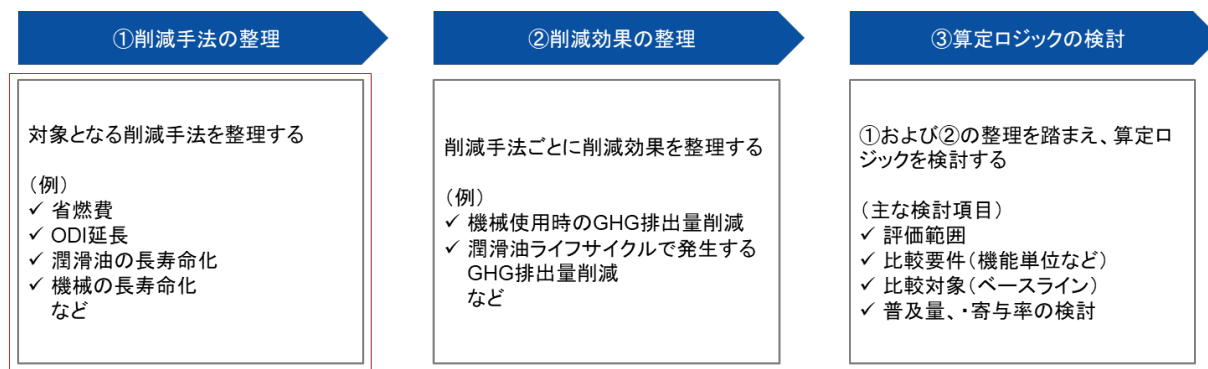 ①削減手法の整理
対象となる削減手法を整理する
(例)
✓ 省燃費
✓ ODI延長
✓ 潤滑油の長寿命化
✓ 機械の長寿命化
など
②削減効果の整理
削減手法ごとに削減効果を整理する
(例)
✓ 機械使用時のGHG排出量削減
✓ 潤滑油ライフサイクルで発生する
GHG排出量削減
など
③算定ロジックの検討
①および②の整理を踏まえ、算定ロ
ジックを検討する
(主な検討項目)
✓ 評価範囲
✓ 比較要件(機能単位など)
✓ 比較対象(ベースライン)
✓ 普及量、・寄与率の検討